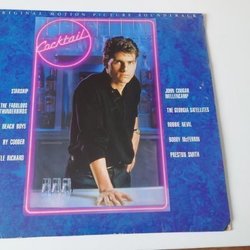 ORIGINAL MOTION PICTURE SOUNDTRACK
Cocktail
STARSHIP
THE FABULOUS
THUNDERBIRDS
BEACH BOYS
RY COODER
LE RICHARD
JOHN COUGAR
MELLENCAMP
THE GEORGIA SATELLITES
ROBBIE NEVIL
BOBBY McFERRIN
PRESTON SMITH